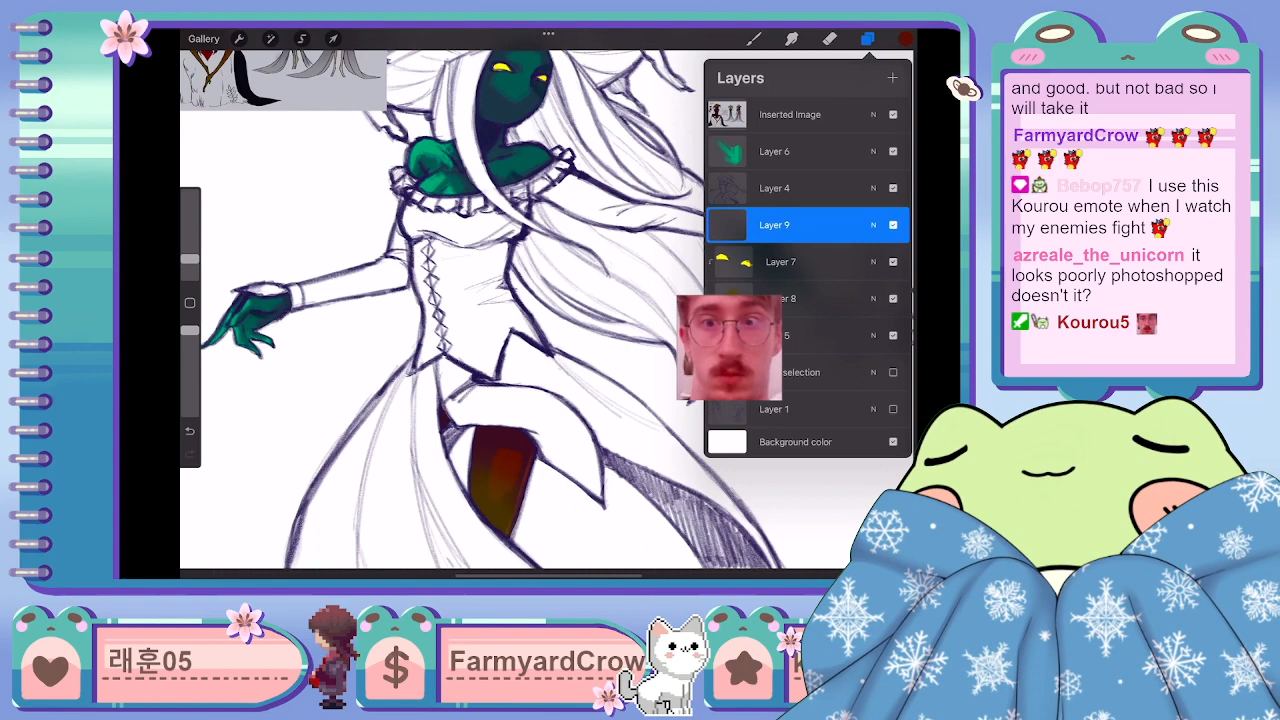 Gallery
Layers
Inserted Image N
Layer 6 N
Layer 4 N
Layer 9 N
Layer 7 N
8 N
5 N
selection N
Layer 1 N
Background color
and good. but not bad so i
will take it
FarmyardCrow
Bebop757 I use this
Kourou emote when I watch
my enemies fight
azreale_the_unicorn it
looks poorly photoshopped
doesn't it?
Kourou5
래훈05
$
FarmyardCrow